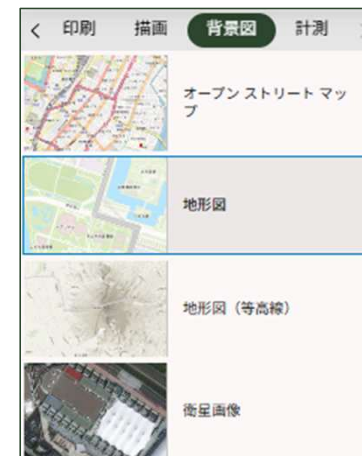 印刷 描画 背景図 計測
オープン ストリート マッ
プ
地形図
地形図（等高線）
衛星画像